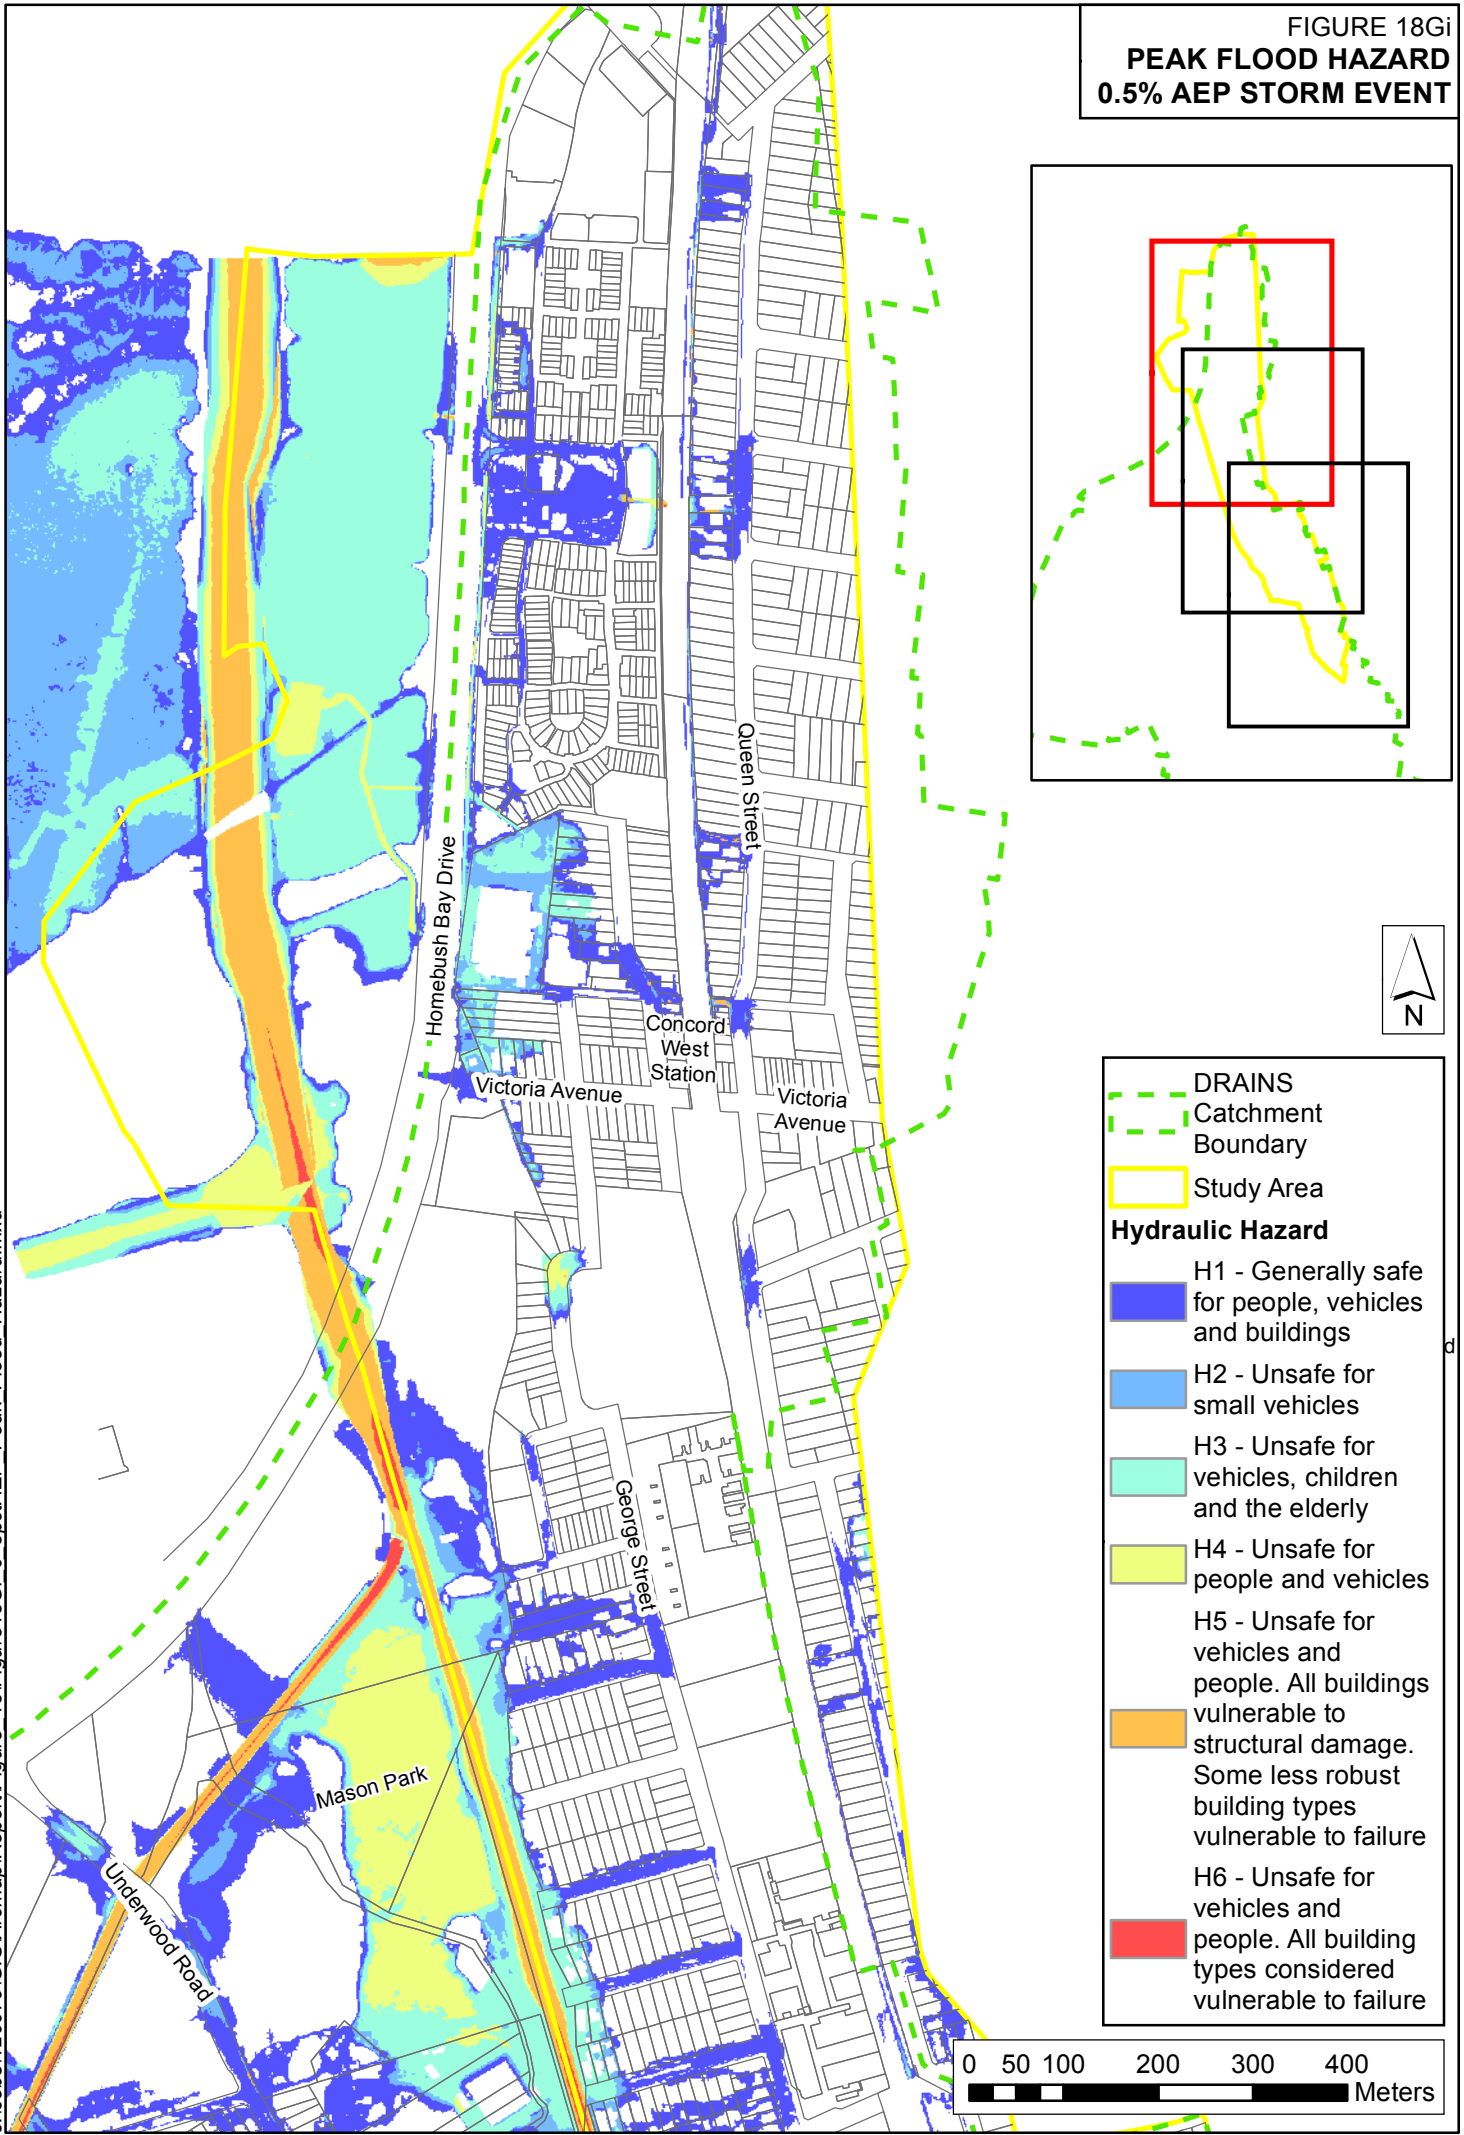 FIGURE 18Gi
PEAK FLOOD HAZARD
0.5% AEP STORM EVENT
Queen Street
Homebush Bay Drive
Concord
West
Station
Victoria Avenue
Victoria
Avenue
George Street
Mason Park
Underwood Road
N
DRAINS
Catchment
Boundary
Study Area
Hydraulic Hazard
H1 - Generally safe
for people, vehicles
and buildings
d
H2 - Unsafe for
small vehicles
H3 - Unsafe for
vehicles, children
and the elderly
H4 - Unsafe for
people and vehicles
H5 - Unsafe for
vehicles and
people. All buildings
vulnerable to
structural damage.
Some less robust
building types
vulnerable to failure
H6 - Unsafe for
vehicles and
people. All building
types considered
vulnerable to failure
0 50 100 200 300 400
Meters